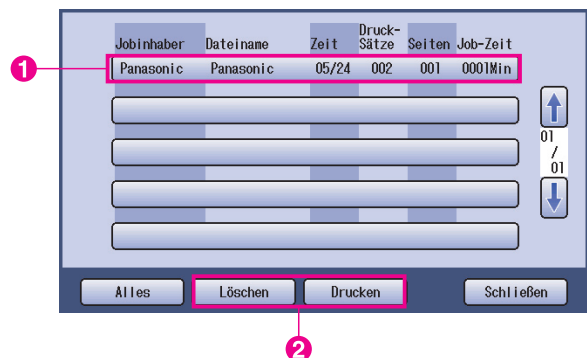 Jobinhaber Dateiname Zeit Druck-Sätze Seiten Job-Zeit
1 Panasonic Panasonic 05/24 002 001 0001Min
01
/
01
Alles Löschen Drucken Schließen
2